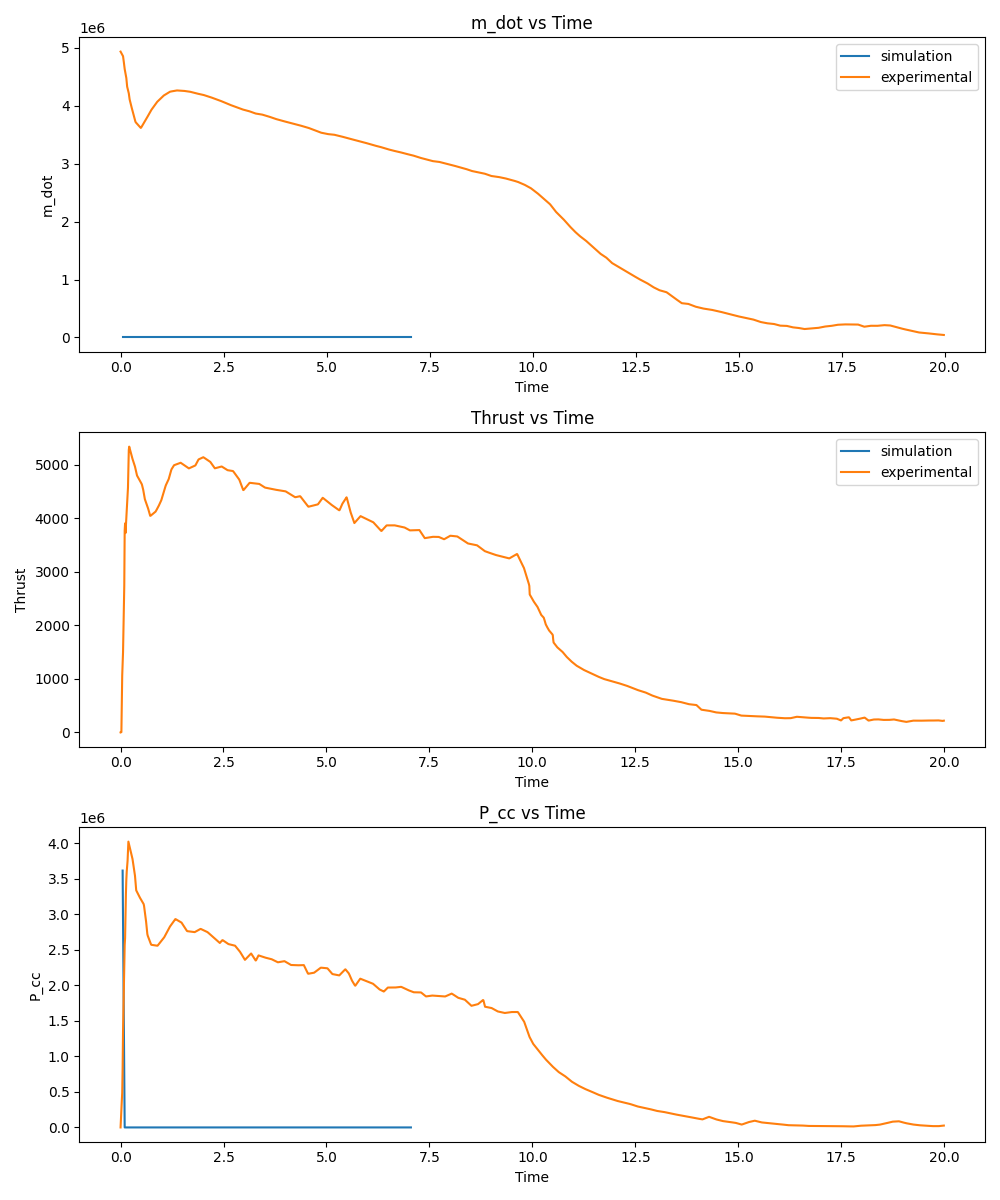 m_dot vs Time
1e6
simulation
experimental
m_dot
5
4
3
2
1
0
0.0 2.5 5.0 7.5 10.0 12.5 15.0 17.5 20.0
Time
Thrust vs Time
simulation
experimental
Thrust
5000
4000
3000
2000
1000
0
0.0 2.5 5.0 7.5 10.0 12.5 15.0 17.5 20.0
Time
P_cc vs Time
1e6
P_cc
4.0
3.5
3.0
2.5
2.0
1.5
1.0
0.5
0.0
0.0 2.5 5.0 7.5 10.0 12.5 15.0 17.5 20.0
Time